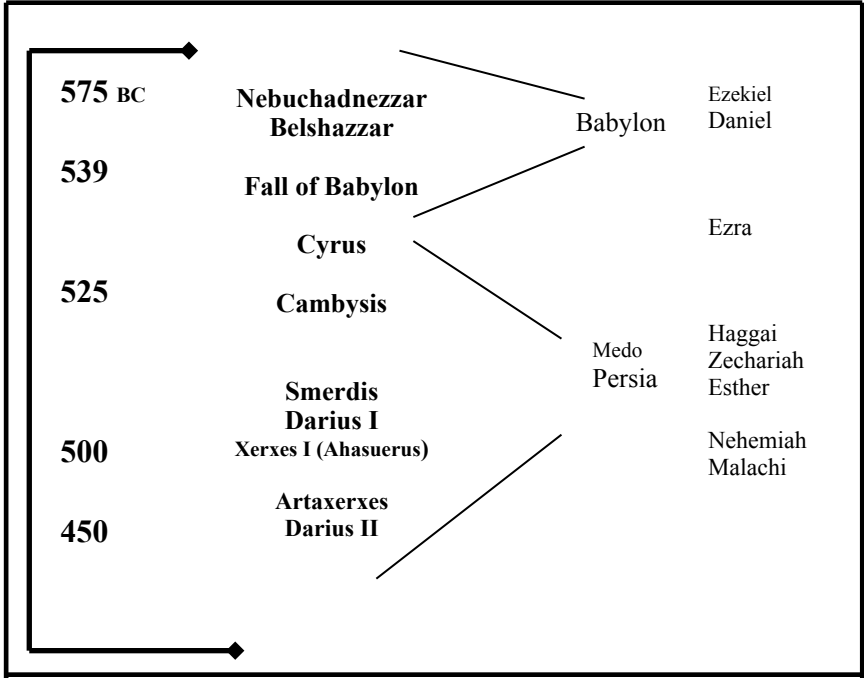 575 BC
Nebuchadnezzar
Belshazzar
Babylon
Ezekiel
Daniel
539
Fall of Babylon
Cyrus
Ezra
525
Cambysis
Medo
Persia
Haggai
Zechariah
Esther
Smerdis
Darius I
Xerxes I (Ahasuerus)
500
Nehemiah
Malachi
Artaxerxes
Darius II
450